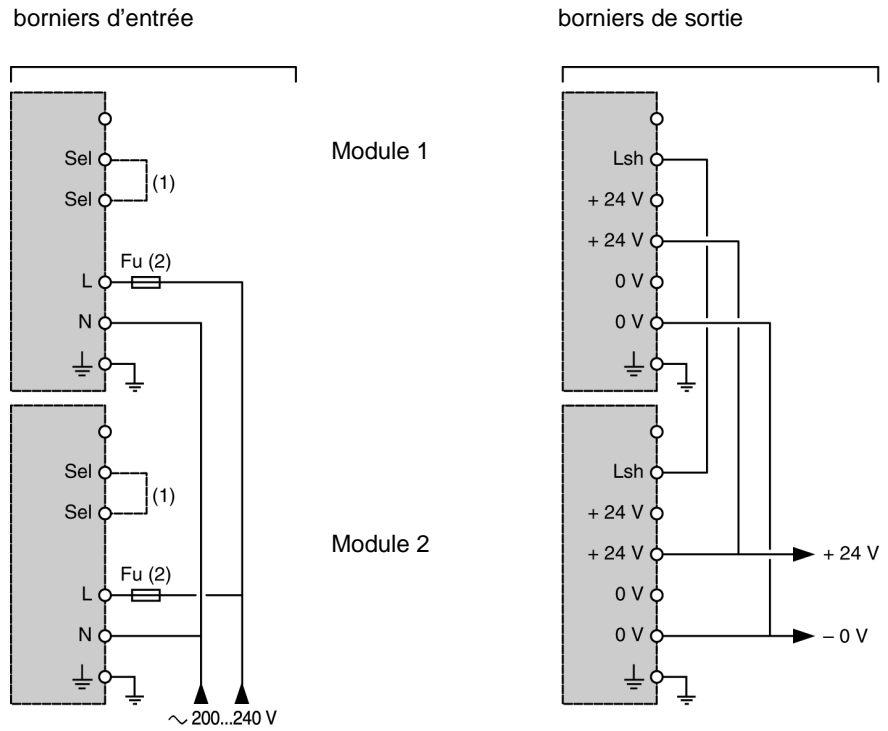 borniers d'entrée
borniers de sortie
Module 1
Sel
(1)
Sel
Fu (2)
L
N
Lsh
+ 24 V
+ 24 V
0 V
0 V
Module 2
Sel
(1)
Sel
Fu (2)
L
N
∼ 200...240 V
Lsh
+ 24 V
+ 24 V
+ 24 V
0 V
0 V
– 0 V